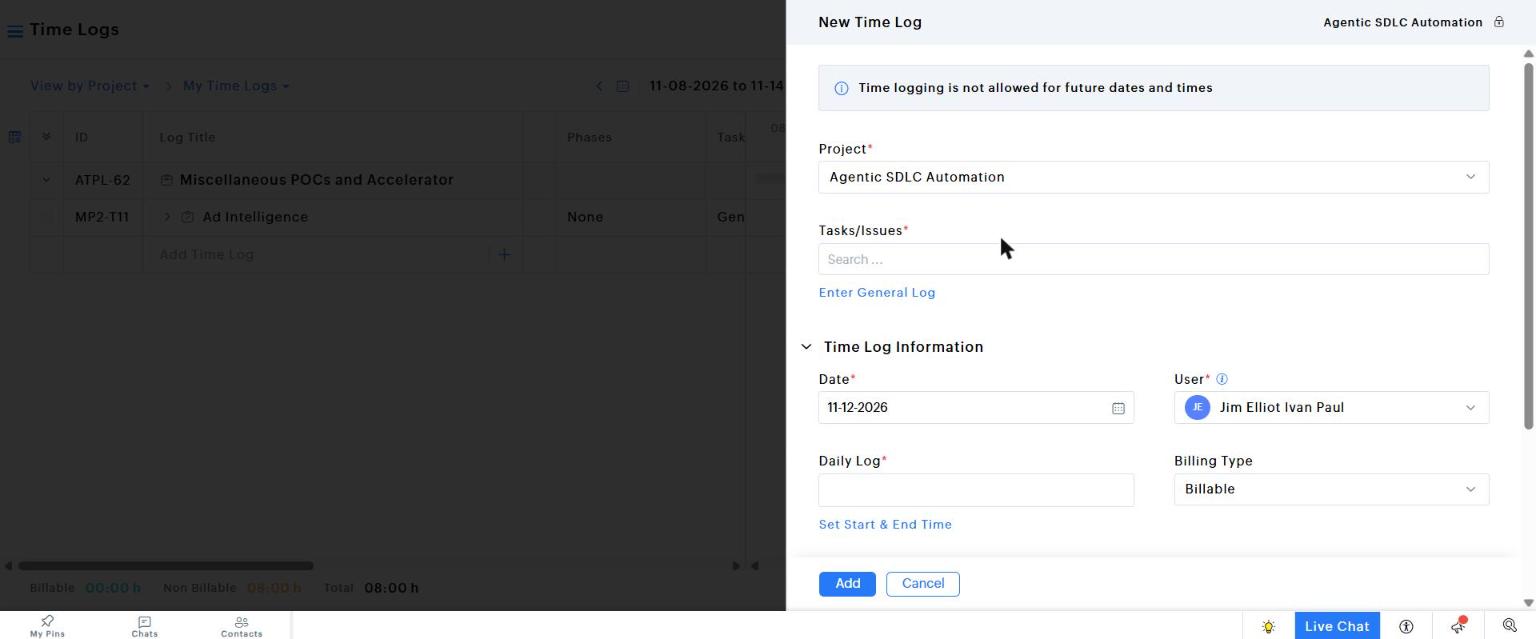 Time Logs
View by Project
My Time Logs
11-08-2026 to 11-14
ID
Log Title
Phases
Task
08
ATPL-62
Miscellaneous POCs and Accelerator
MP2-T11
Ad Intelligence
None
Gen
Add Time Log
Billable 00:00 h Non Billable 08:00 h Total 08:00 h
New Time Log
Agentic SDLC Automation
Time logging is not allowed for future dates and times
Project*
Agentic SDLC Automation
Tasks/Issues*
Search ...
Enter General Log
Time Log Information
Date*
11-12-2026
User*
JE Jim Elliot Ivan Paul
Daily Log*
Billing Type
Billable
Set Start & End Time
Add
Cancel
My Pins
Chats
Contacts
Live Chat